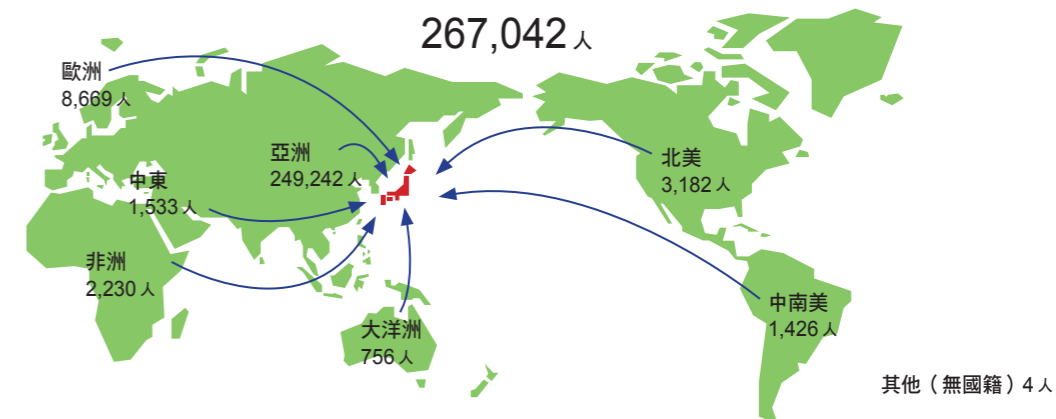 267,042 人
歐洲
8,669 人
亞洲
249,242 人
中東
1,533 人
非洲
2,230 人
大洋洲
756 人
北美
3,182 人
中南美
1,426 人
其他（無國籍）4 人